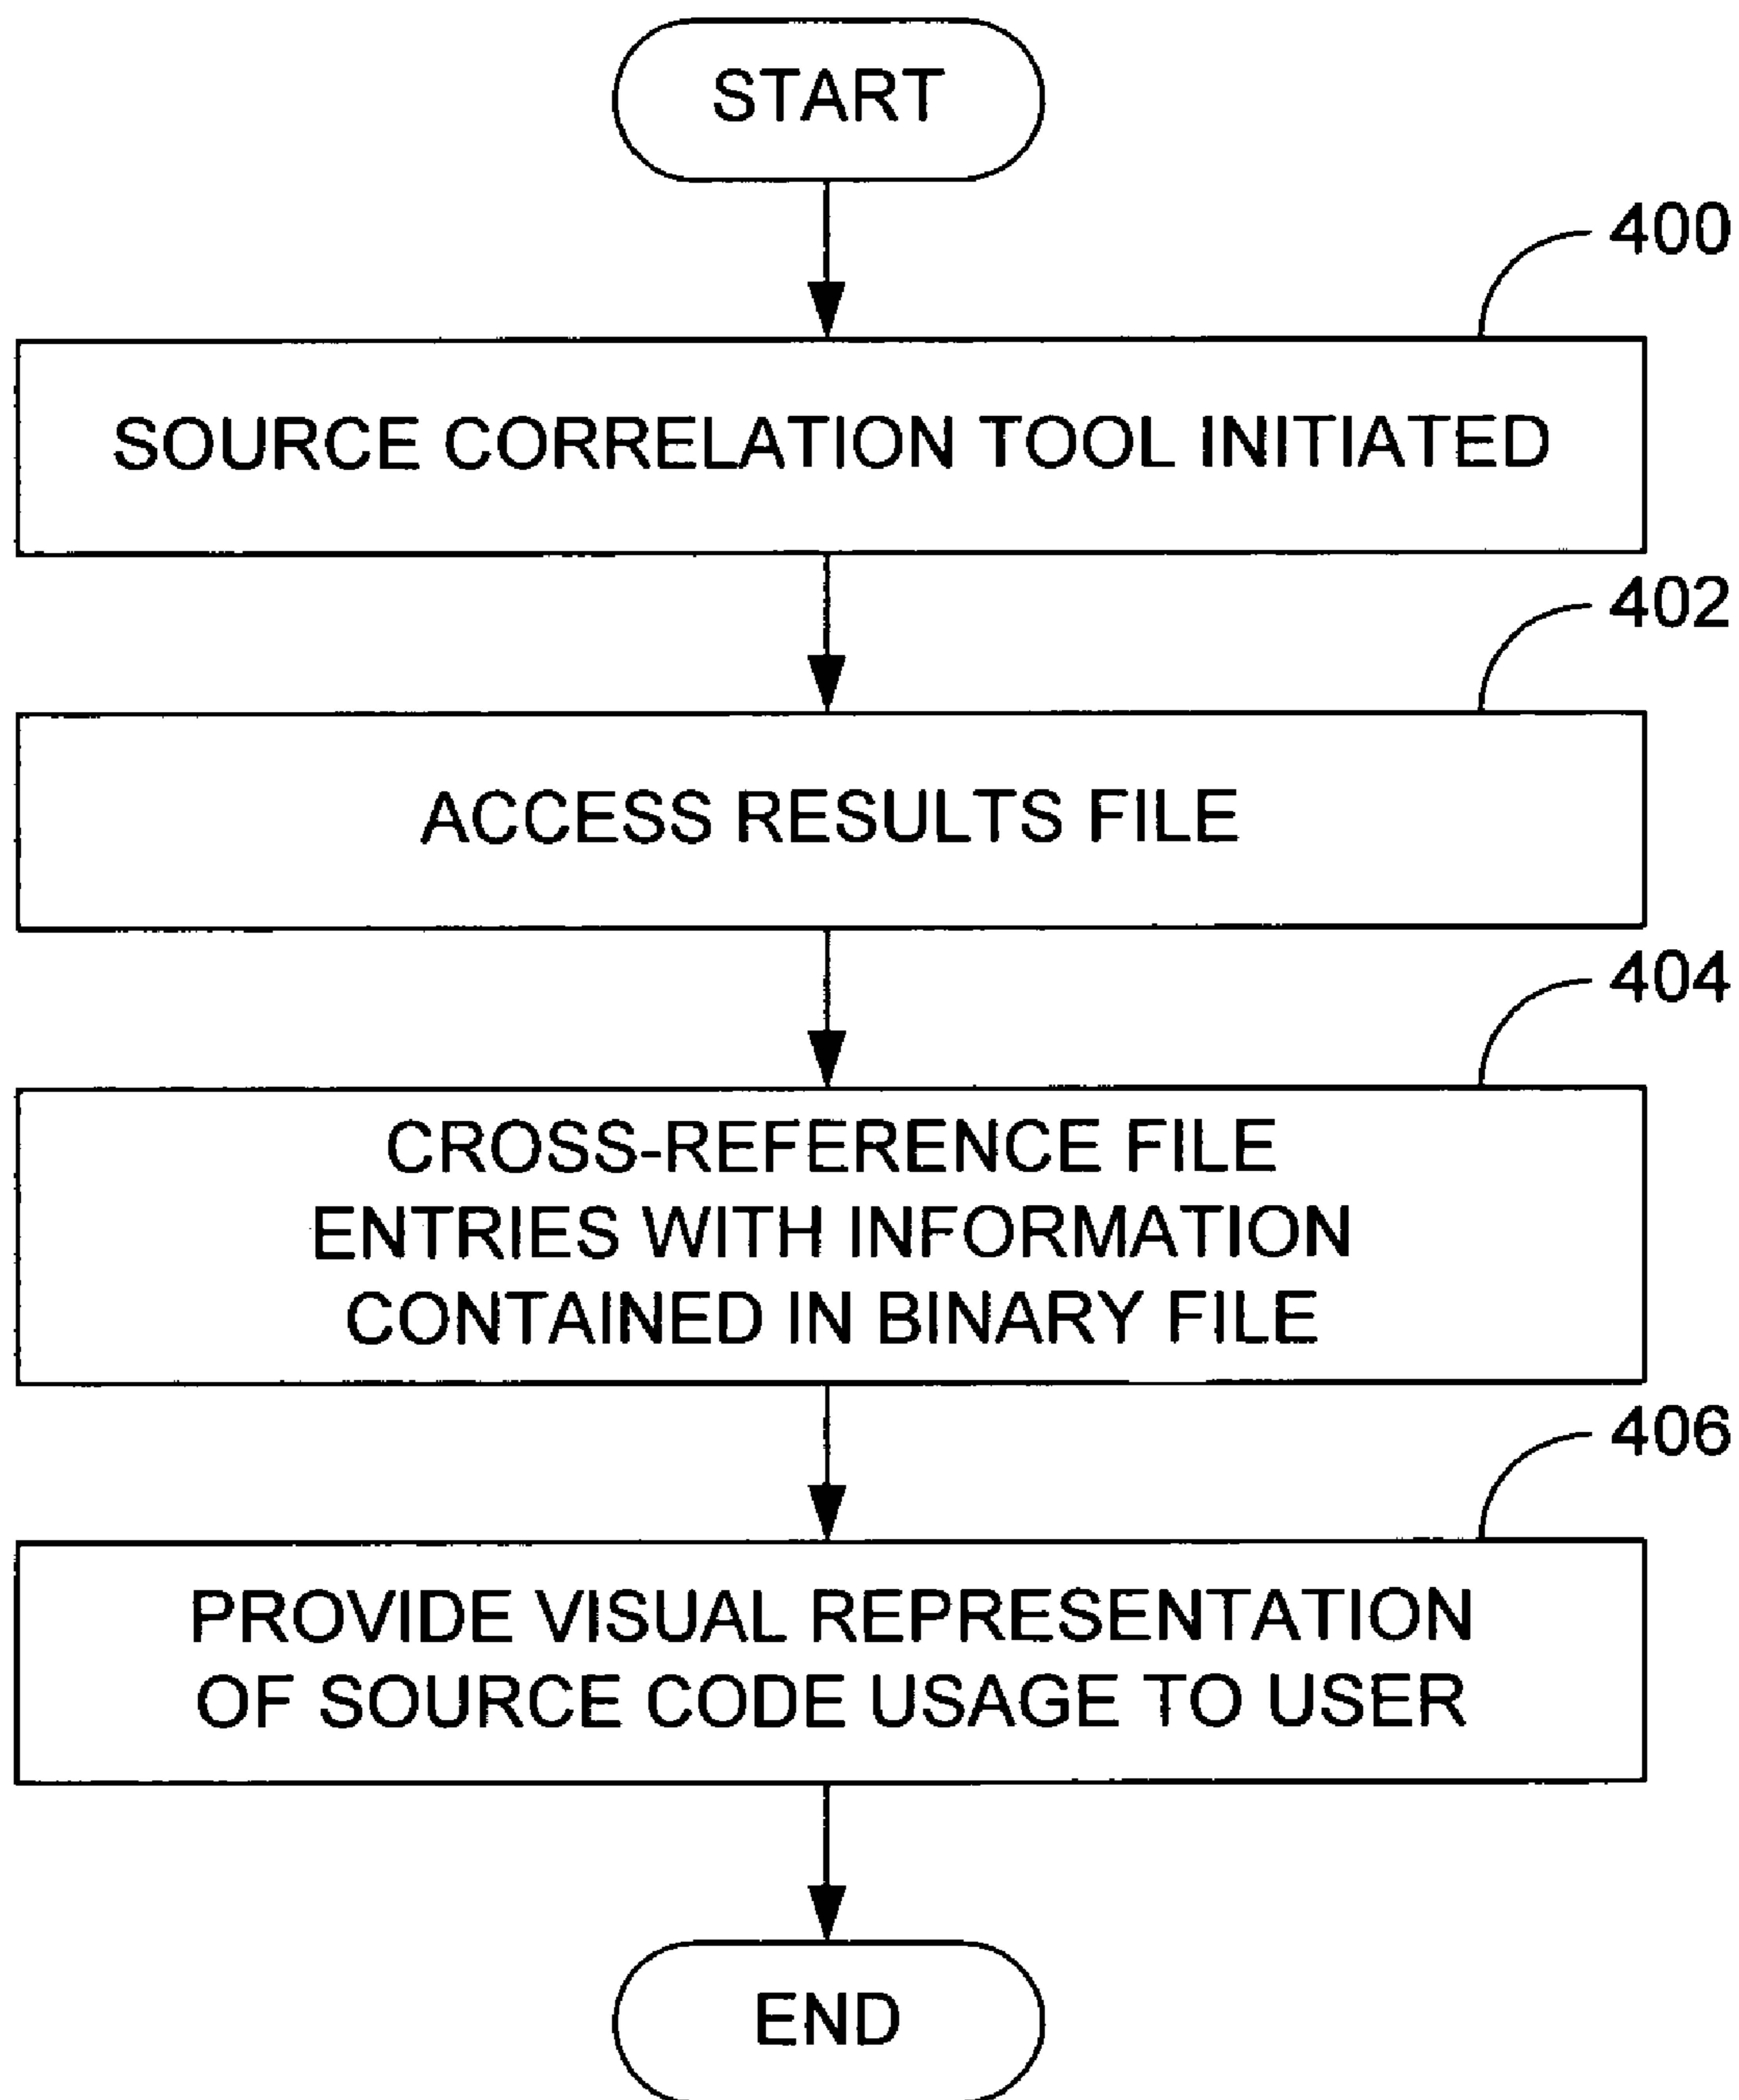 START
400
SOURCE CORRELATION TOOL INITIATED
402
ACCESS RESULTS FILE
404
CROSS-REFERENCE FILE
ENTRIES WITH INFORMATION
CONTAINED IN BINARY FILE
406
PROVIDE VISUAL REPRESENTATION
OF SOURCE CODE USAGE TO USER
END